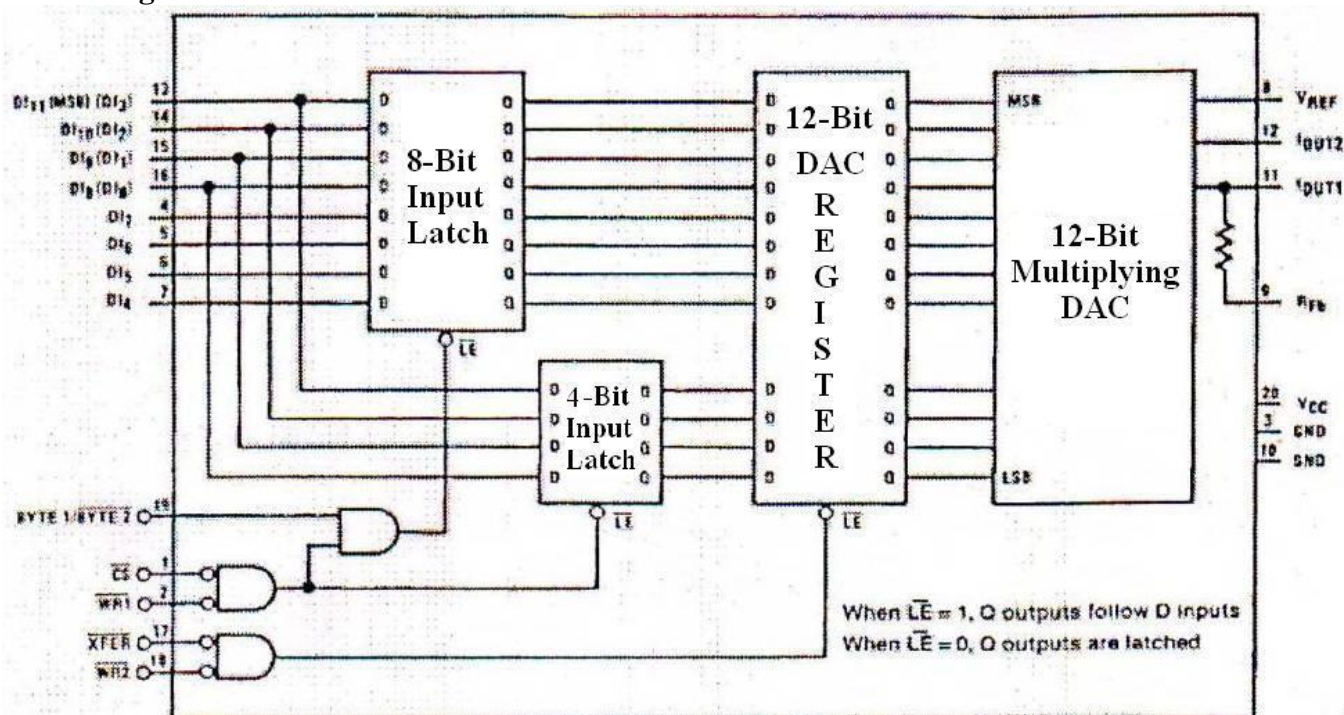 g
13
DI11 (MSB) (DI3)
14
DI10 (DI2)
15
DI9 (DI1)
16
DI8 (DI0)
4
DI7
5
DI6
6
DI5
7
DI4
D Q
D Q
D Q
D Q
D Q
D Q
D Q
D Q
8-Bit
Input
Latch
LE
D Q
D Q
D Q
D Q
4-Bit
Input
Latch
LE
D Q
D Q
D Q
D Q
D Q
D Q
D Q
D Q
D Q
D Q
D Q
D Q
12-Bit
DAC
R
E
G
I
S
T
E
R
LE
MSB
12-Bit
Multiplying
DAC
LSB
8
VREF
12
IOUT2
11
IOUT1
9
RFb
20
VCC
3
GND
10
GND
BYTE 1/BYTE 2
19
CS
1
WR1
2
XFER
17
WR2
18
When LE = 1, Q outputs follow D inputs
When LE = 0, Q outputs are latched